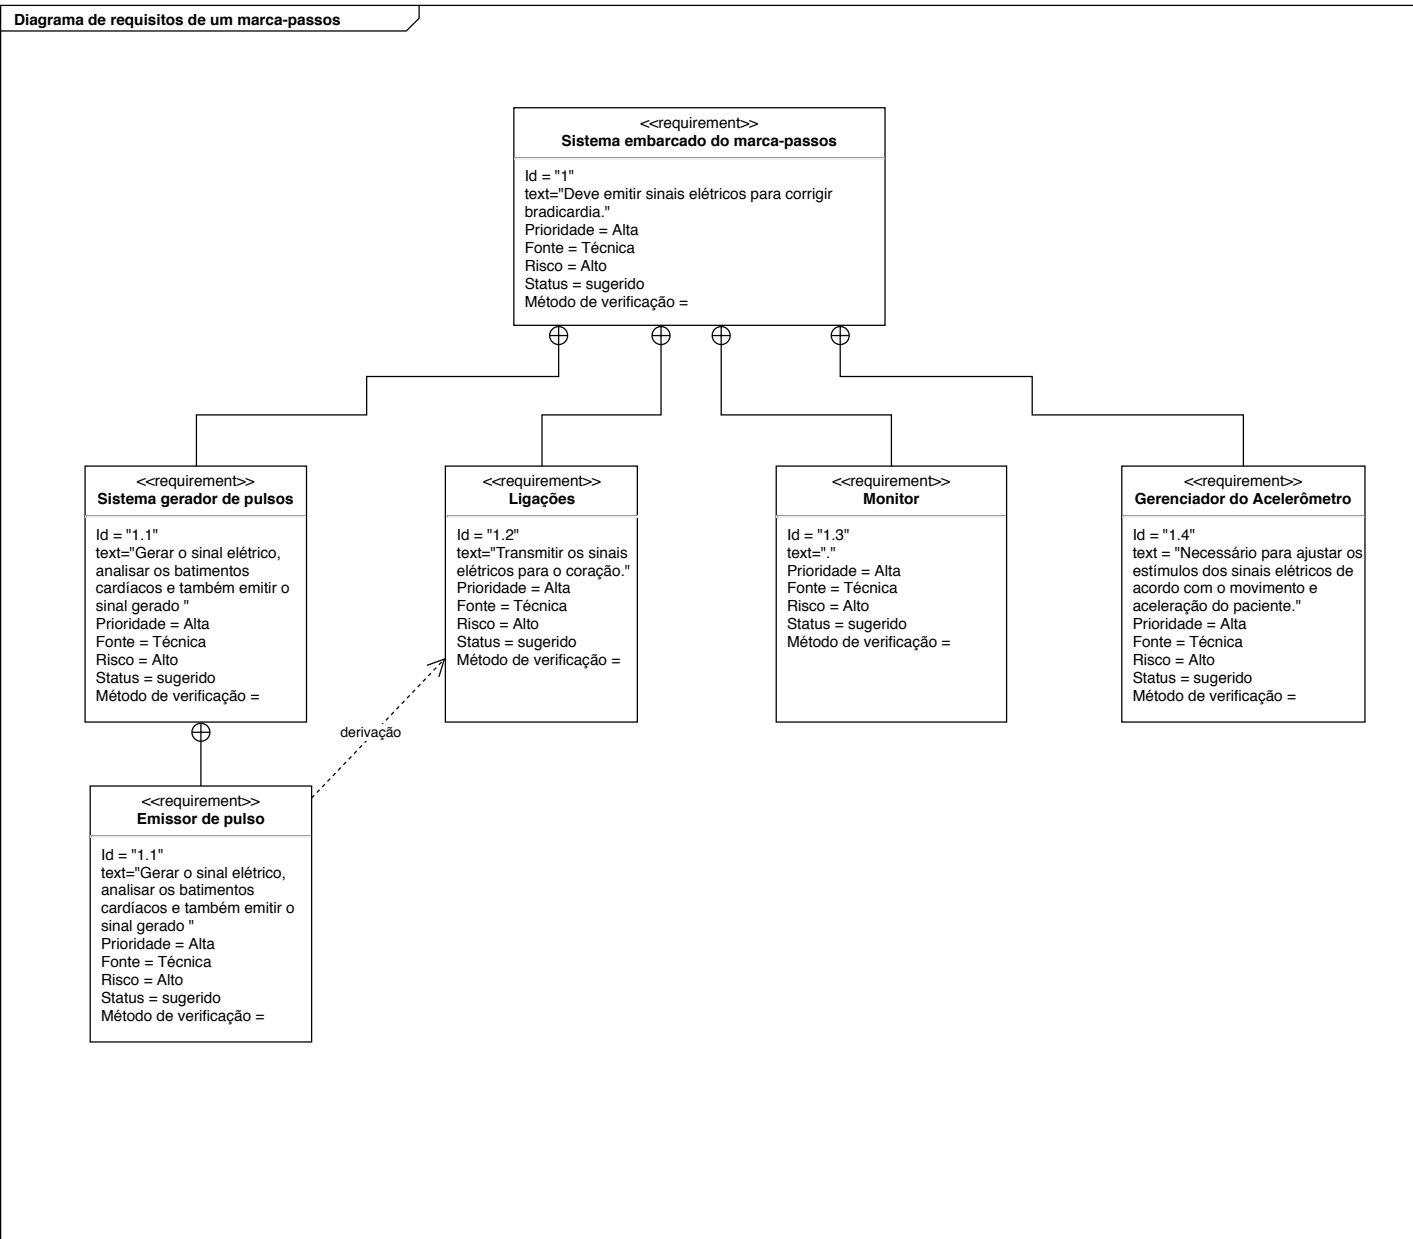 Diagrama de requisitos de um marca-passos
<<requirement>>
Sistema embarcado do marca-passos
Id = "1"
text="Deve emitir sinais elétricos para corrigir
bradicardia."
Prioridade = Alta
Fonte = Técnica
Risco = Alto
Status = sugerido
Método de verificação =
<<requirement>>
Sistema gerador de pulsos
Id = "1.1"
text="Gerar o sinal elétrico,
analisar os batimentos
cardíacos e também emitir o
sinal gerado "
Prioridade = Alta
Fonte = Técnica
Risco = Alto
Status = sugerido
Método de verificação =
<<requirement>>
Ligações
Id = "1.2"
text="Transmitir os sinais
elétricos para o coração."
Prioridade = Alta
Fonte = Técnica
Risco = Alto
Status = sugerido
Método de verificação =
<<requirement>>
Monitor
Id = "1.3"
text="."
Prioridade = Alta
Fonte = Técnica
Risco = Alto
Status = sugerido
Método de verificação =
<<requirement>>
Gerenciador do Acelerômetro
Id = "1.4"
text = "Necessário para ajustar os
estímulos dos sinais elétricos de
acordo com o movimento e
aceleração do paciente."
Prioridade = Alta
Fonte = Técnica
Risco = Alto
Status = sugerido
Método de verificação =
derivação
<<requirement>>
Emissor de pulso
Id = "1.1"
text="Gerar o sinal elétrico,
analisar os batimentos
cardíacos e também emitir o
sinal gerado "
Prioridade = Alta
Fonte = Técnica
Risco = Alto
Status = sugerido
Método de verificação =